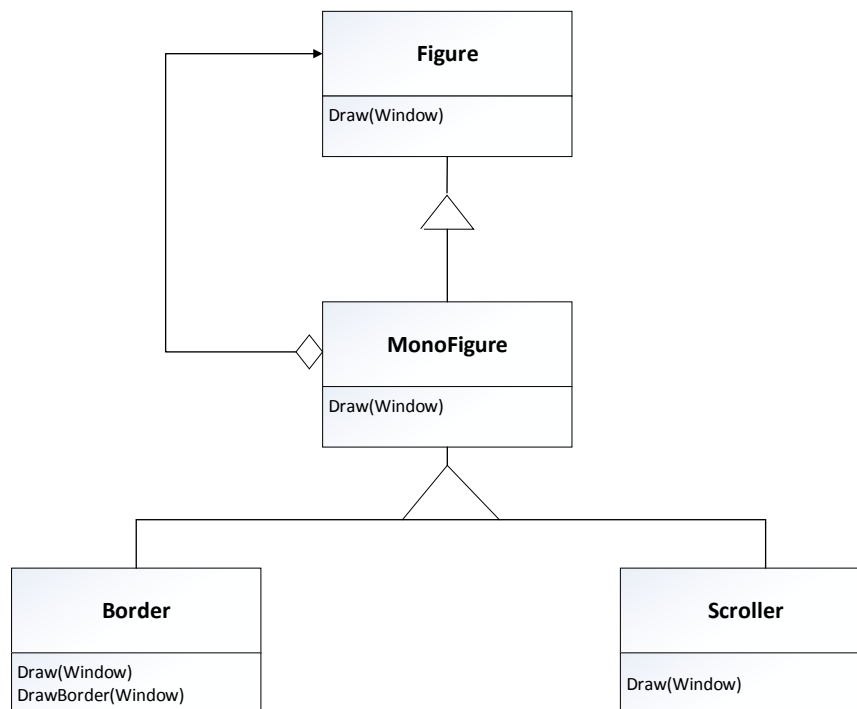 Figure
Draw(Window)
MonoFigure
Draw(Window)
Border
Draw(Window)
DrawBorder(Window)
Scroller
Draw(Window)